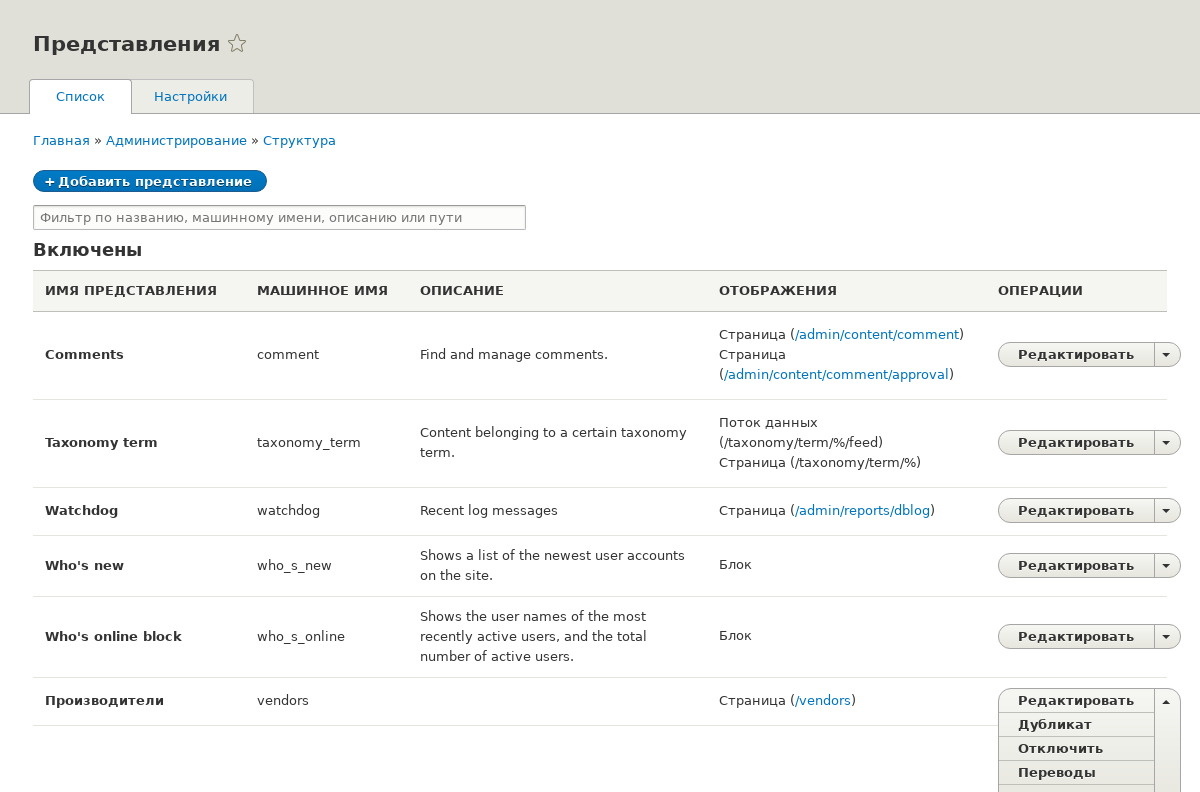 Представления
Список Настройки
Главная » Администрирование » Структура
+ Добавить представление
Фильтр по названию, машинному имени, описанию или пути
Включены
ИМЯ ПРЕДСТАВЛЕНИЯ МАШИННОЕ ИМЯ ОПИСАНИЕ ОТОБРАЖЕНИЯ ОПЕРАЦИИ
Comments comment Find and manage comments. Страница (/admin/content/comment)
Страница
(/admin/content/comment/approval) Редактировать
Taxonomy term taxonomy_term Content belonging to a certain taxonomy
term. Поток данных
(/taxonomy/term/%/feed)
Страница (/taxonomy/term/%) Редактировать
Watchdog watchdog Recent log messages Страница (/admin/reports/dblog) Редактировать
Who's new who_s_new Shows a list of the newest user accounts
on the site. Блок Редактировать
Who's online block who_s_online Shows the user names of the most
recently active users, and the total
number of active users. Блок Редактировать
Производители vendors Страница (/vendors) Редактировать
Дубликат
Отключить
Переводы